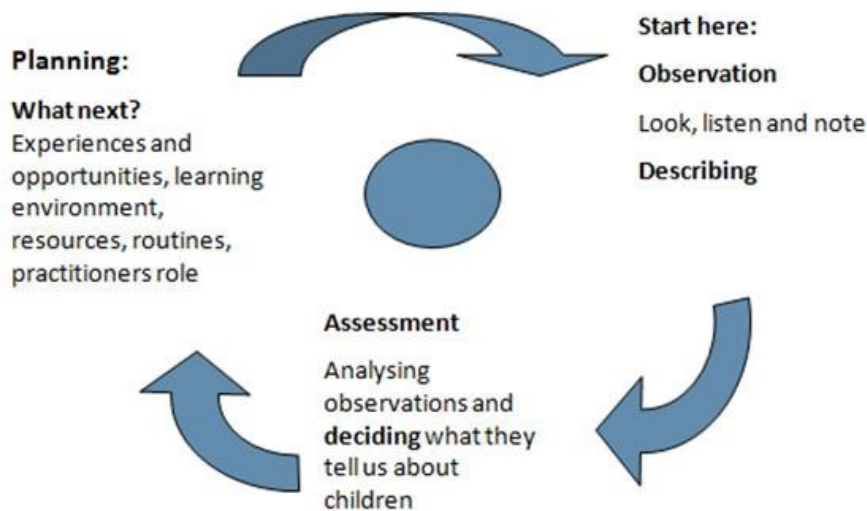 Start here:
Observation
Look, listen and note
Describing
Assessment
Analysing
observations and
deciding what they
tell us about
children
Planning:
What next?
Experiences and
opportunities, learning
environment,
resources, routines,
practitioners role